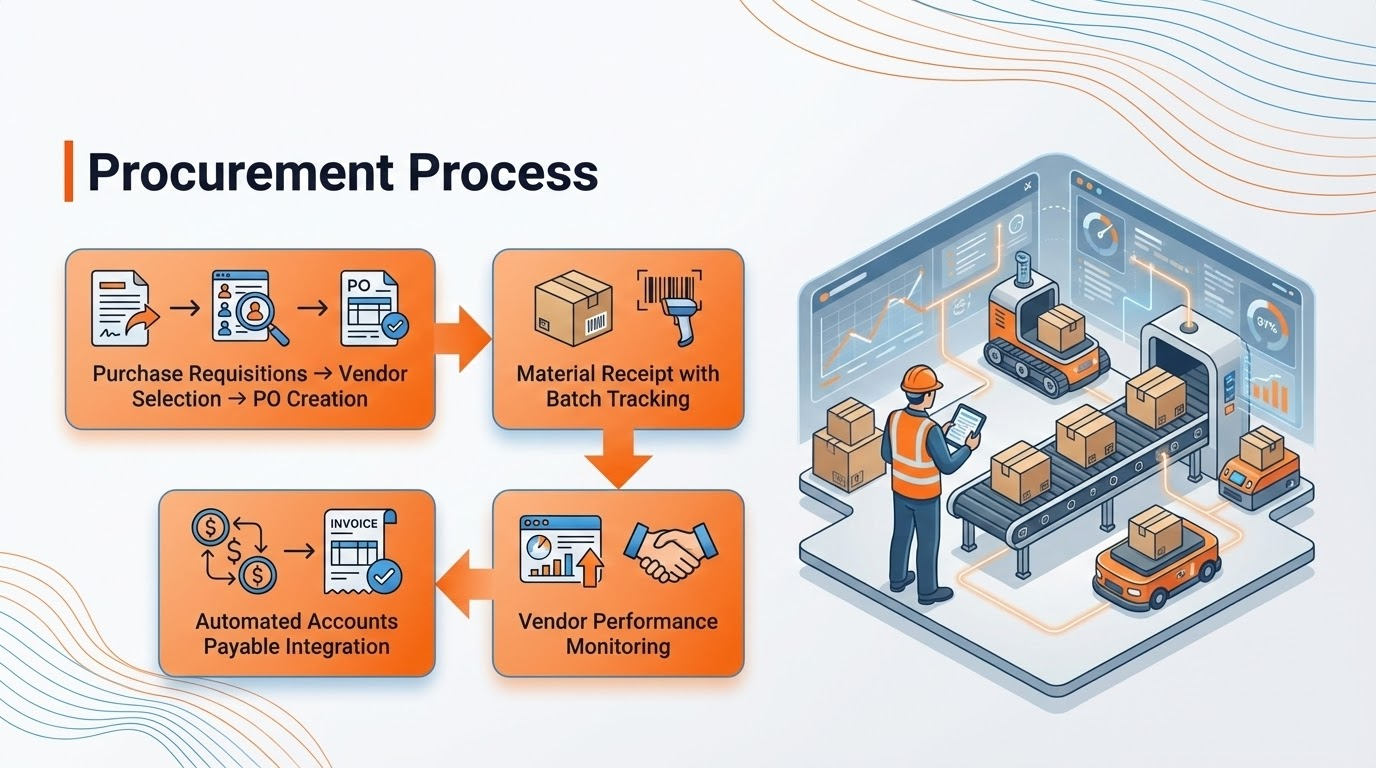 Procurement Process
PO
Purchase Requisitions → Vendor
Selection → PO Creation
Material Receipt with
Batch Tracking
INVOICE
Automated Accounts
Payable Integration
Vendor Performance
Monitoring